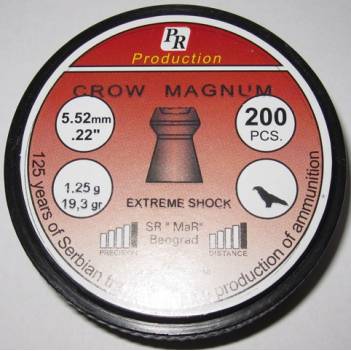 PR
Production
CROW MAGNUM
5.52mm
.22"
200
PCS.
1.25 g
19,3 gr
EXTREME SHOCK
SR "MaR"
Beograd
PRECISION
DISTANCE
125 years of Serbian
production of ammunition